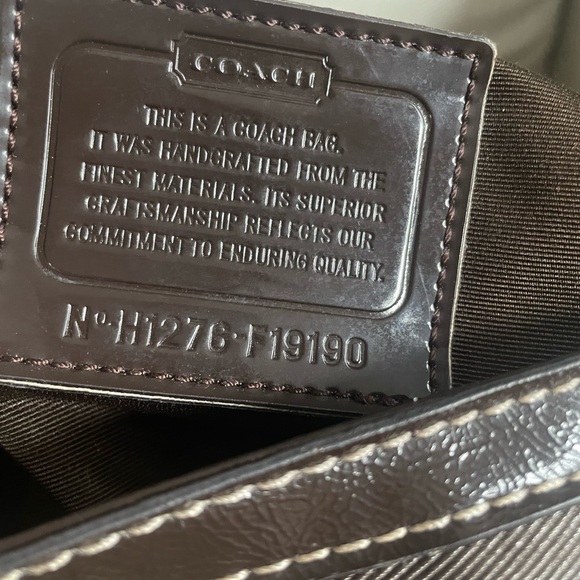 COACH
THIS IS A COACH BAG.
IT WAS HANDCRAFTED FROM THE
FINEST MATERIALS. ITS SUPERIOR
CRAFTSMANSHIP REFLECTS OUR
COMMITMENT TO ENDURING QUALITY.
Nº H1276-F19190